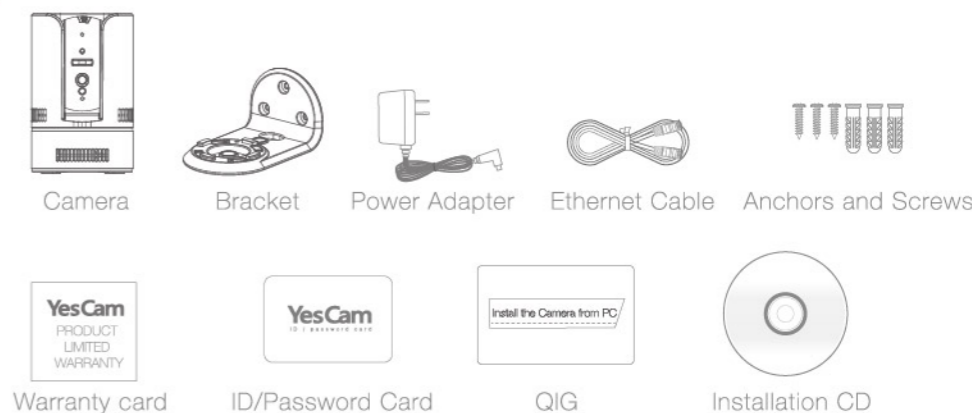 Camera
Bracket
Power Adapter
Ethernet Cable
Anchors and Screws
YesCam
PRODUCT
LIMITED
WARRANTY
YesCam
ID / password card
Install the Camera from PC
Warranty card
ID/Password Card
QIG
Installation CD